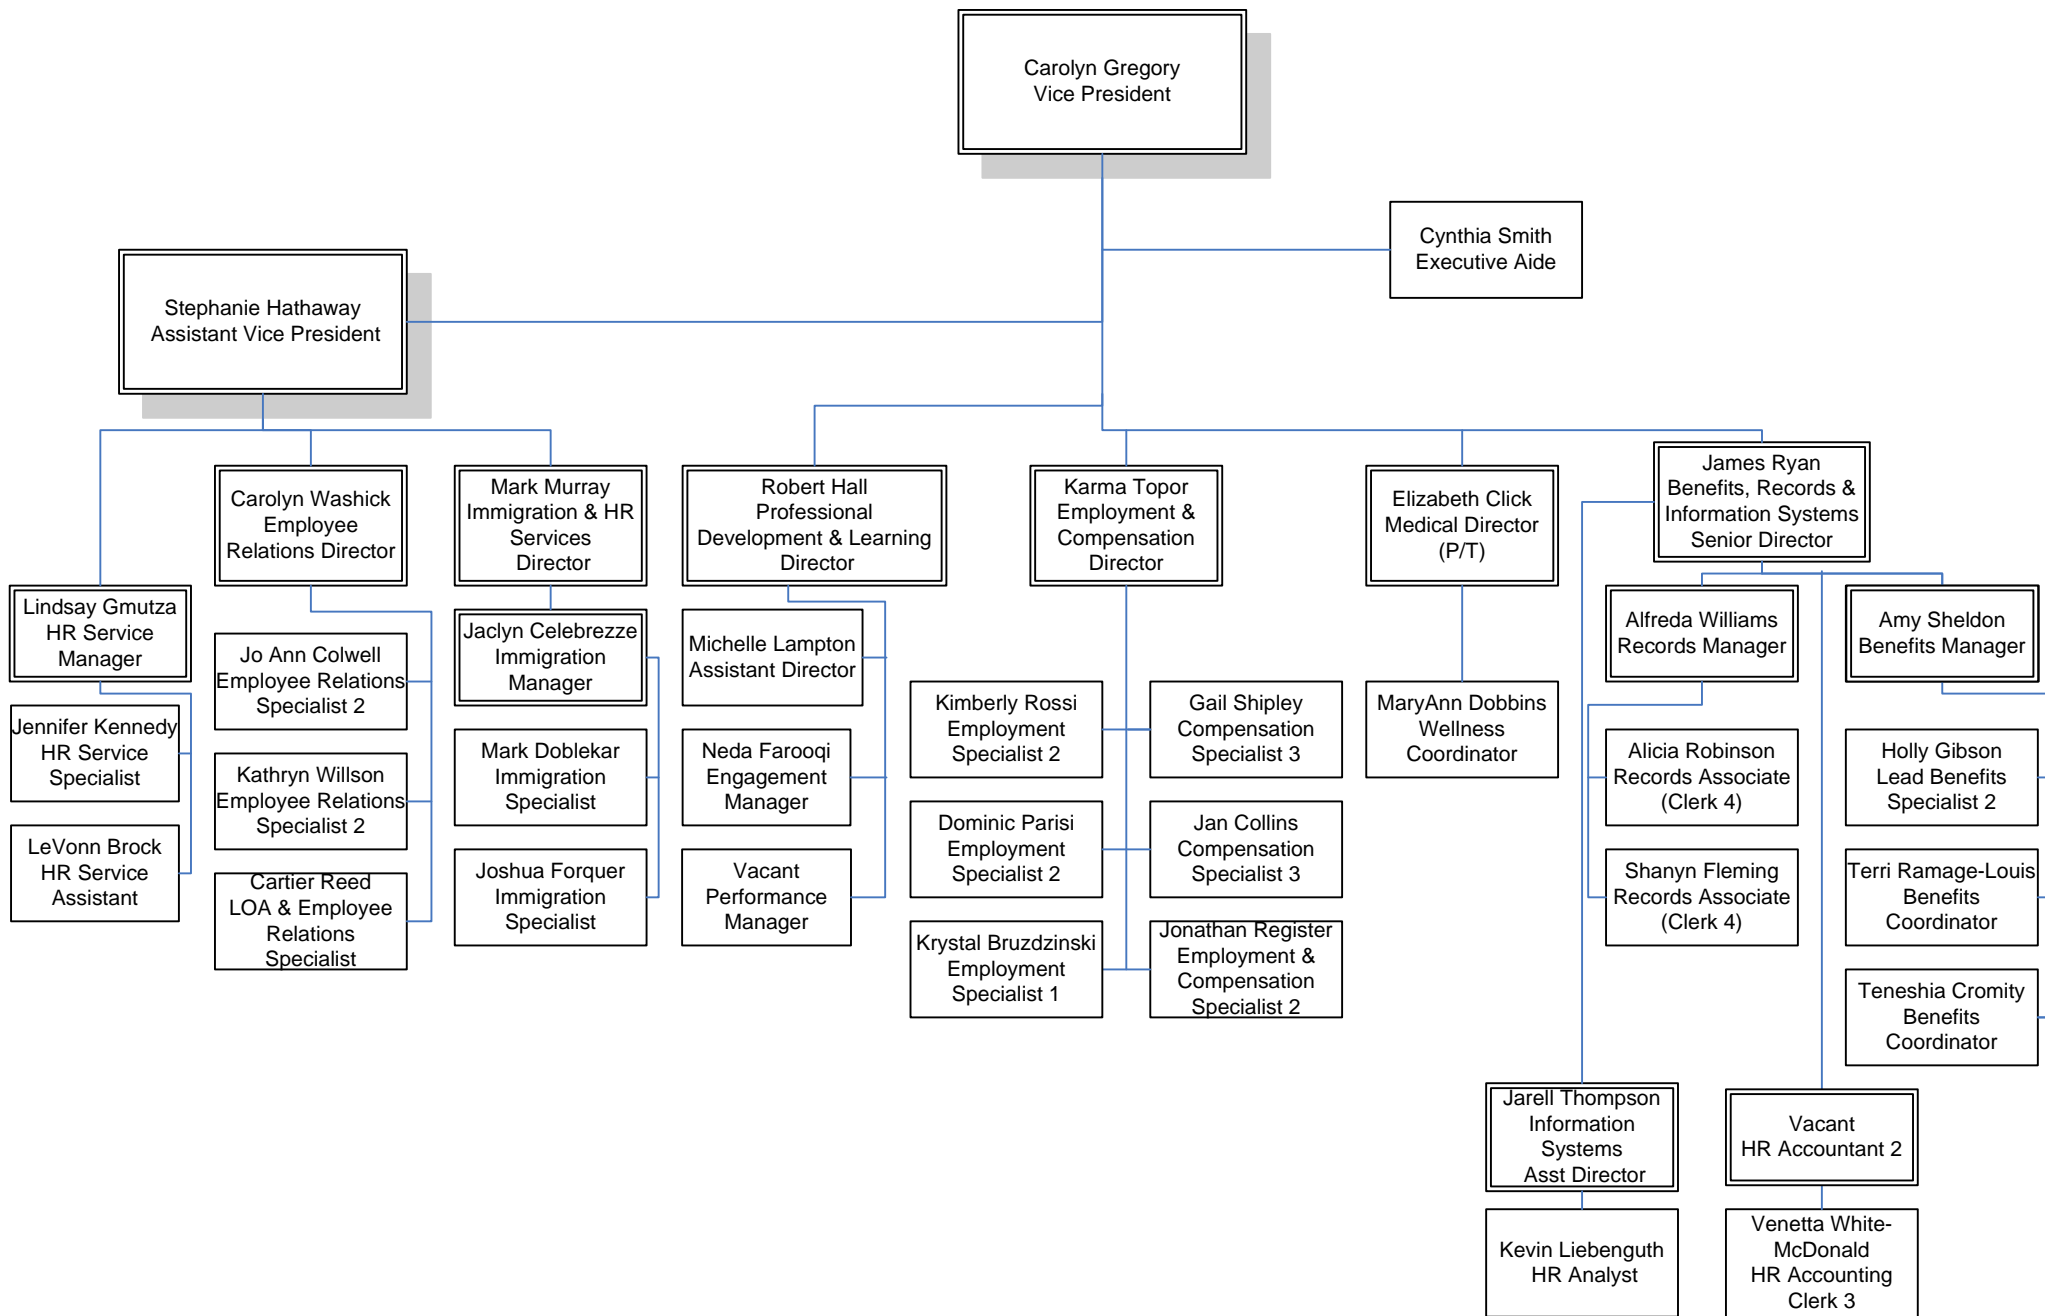 Carolyn Gregory
Vice President
Cynthia Smith
Executive Aide
Stephanie Hathaway
Assistant Vice President
Lindsay Gmutza
HR Service
Manager
Jennifer Kennedy
HR Service
Specialist
LeVonn Brock
HR Service
Assistant
Carolyn Washick
Employee
Relations Director
Jo Ann Colwell
Employee Relations
Specialist 2
Kathryn Willson
Employee Relations
Specialist 2
Cartier Reed
LOA & Employee
Relations
Specialist
Mark Murray
Immigration & HR
Services
Director
Jaclyn Celebrezze
Immigration
Manager
Mark Doblekar
Immigration
Specialist
Joshua Forquer
Immigration
Specialist
Robert Hall
Professional
Development & Learning
Director
Michelle Lampton
Assistant Director
Neda Farooqi
Engagement
Manager
Vacant
Performance
Manager
Karma Topor
Employment &
Compensation
Director
Kimberly Rossi
Employment
Specialist 2
Gail Shipley
Compensation
Specialist 3
Dominic Parisi
Employment
Specialist 2
Jan Collins
Compensation
Specialist 3
Krystal Bruzdzinski
Employment
Specialist 1
Jonathan Register
Employment &
Compensation
Specialist 2
Elizabeth Click
Medical Director
(P/T)
MaryAnn Dobbins
Wellness
Coordinator
James Ryan
Benefits, Records &
Information Systems
Senior Director
Alfreda Williams
Records Manager
Alicia Robinson
Records Associate
(Clerk 4)
Shanyn Fleming
Records Associate
(Clerk 4)
Amy Sheldon
Benefits Manager
Holly Gibson
Lead Benefits
Specialist 2
Terri Ramage-Louis
Benefits
Coordinator
Teneshia Cromity
Benefits
Coordinator
Jarell Thompson
Information
Systems
Asst Director
Kevin Liebenguth
HR Analyst
Vacant
HR Accountant 2
Venetta White-
McDonald
HR Accounting
Clerk 3